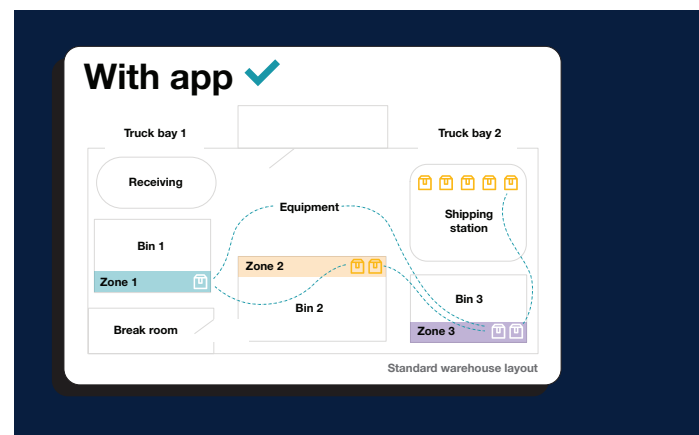 With app
Truck bay 1
Truck bay 2
Receiving
Equipment
Shipping
station
Bin 1
Zone 1
Zone 2
Bin 2
Bin 3
Zone 3
Break room
Standard warehouse layout